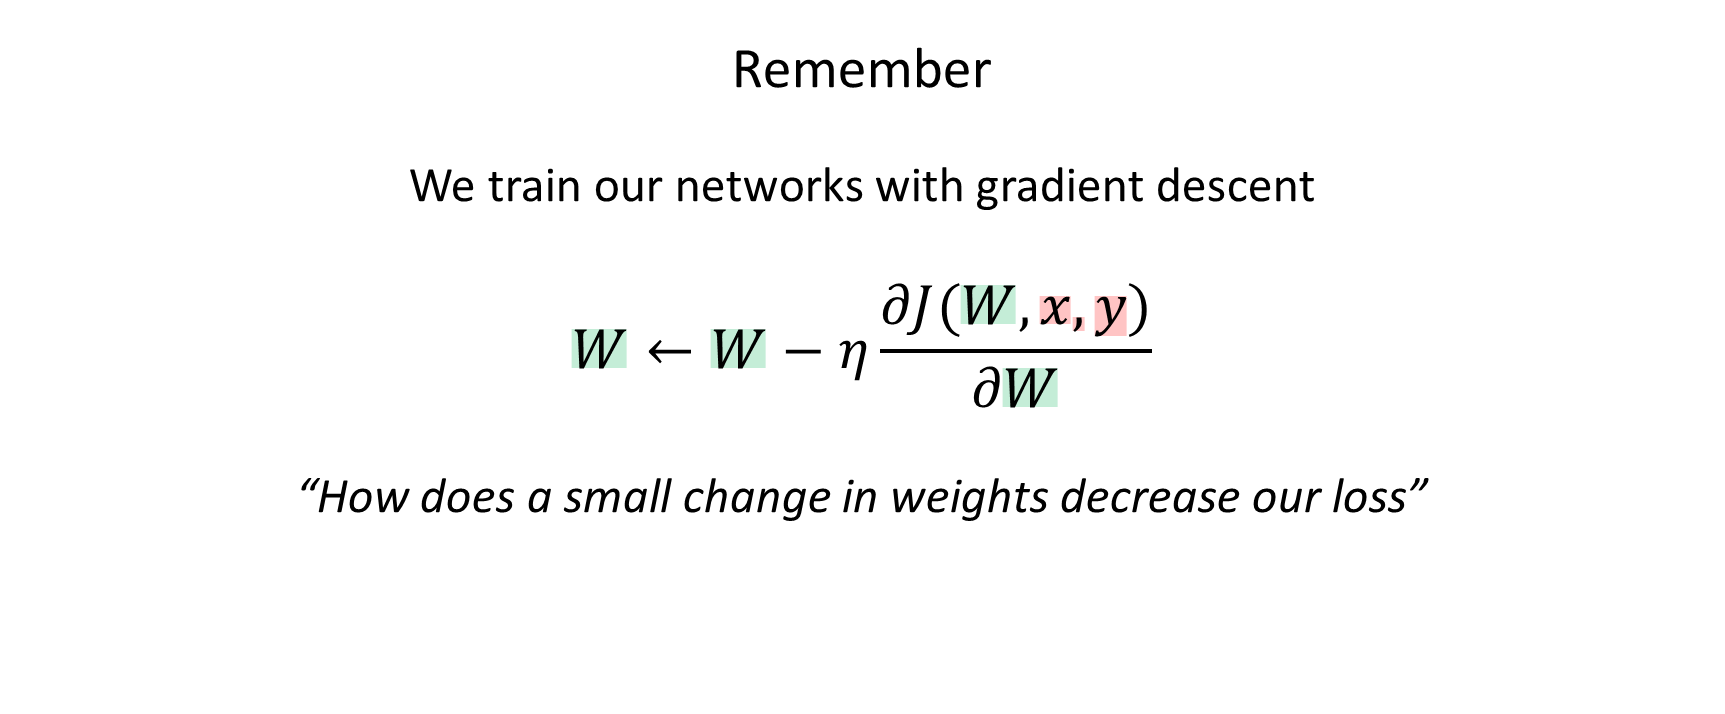 Remember
We train our networks with gradient descent
W ← W − η ∂J(W, x, y) / ∂W
“How does a small change in weights decrease our loss”